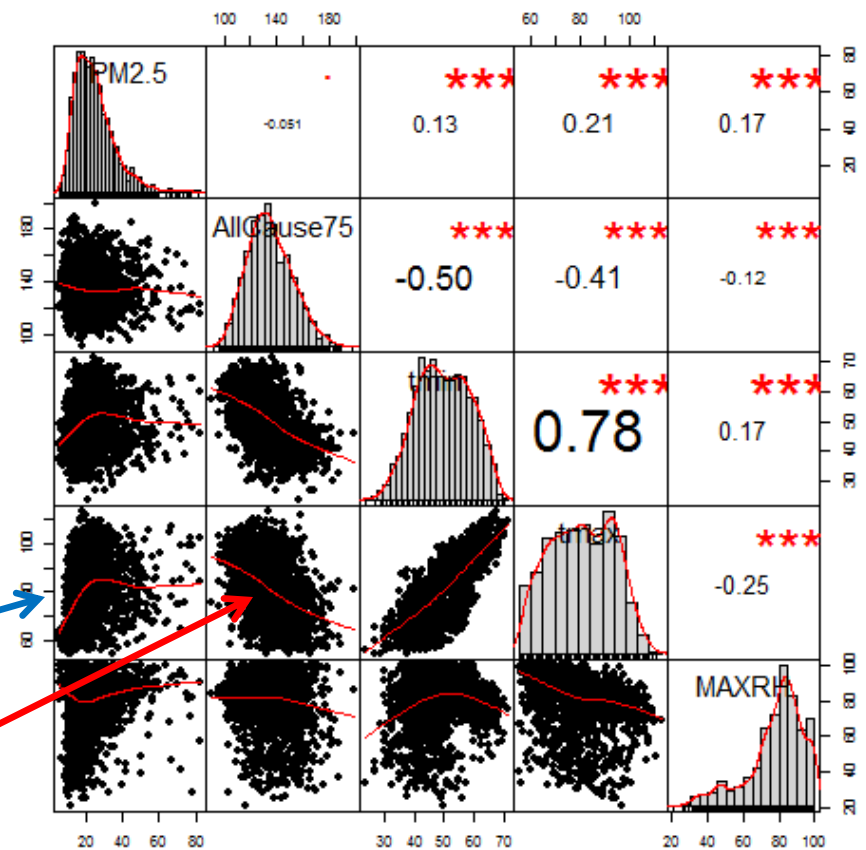 100 140 180 60 80 100
PM2.5 . *** *** ***
-0.051 0.13 0.21 0.17
20 40 60 80
AllCause75 *** *** ***
-0.50 -0.41 -0.12
100 140 180
tmin *** ***
0.78 0.17
30 40 50 60 70
tmax ***
-0.25
60 100
MAXRH
20 40 60 80 100
20 40 60 80 30 40 50 60 70 20 40 60 80 100